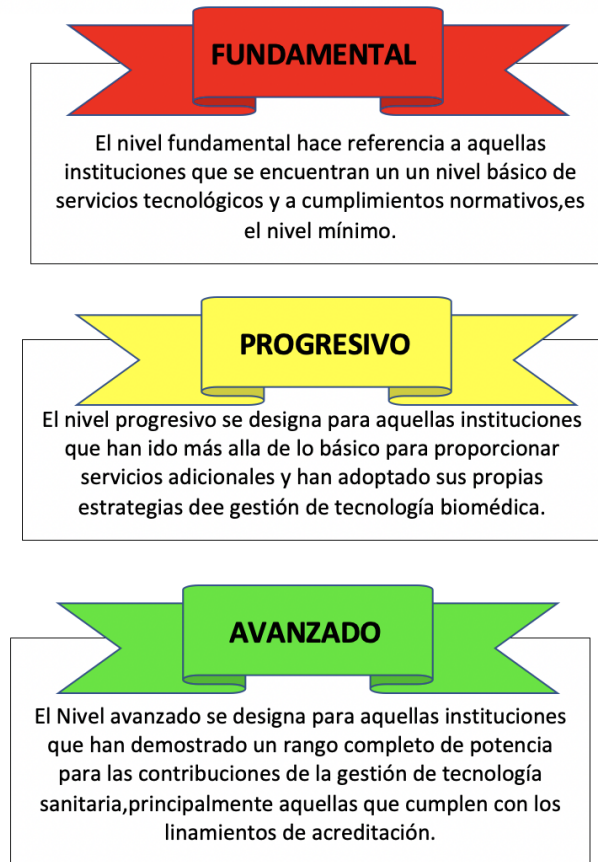 FUNDAMENTAL
El nivel fundamental hace referencia a aquellas
instituciones que se encuentran un un nivel básico de
servicios tecnológicos y a cumplimientos normativos,es
el nivel mínimo.
PROGRESIVO
El nivel progresivo se designa para aquellas instituciones
que han ido más alla de lo básico para proporcionar
servicios adicionales y han adoptado sus propias
estrategias dee gestión de tecnología biomédica.
AVANZADO
El Nivel avanzado se designa para aquellas instituciones
que han demostrado un rango completo de potencia
para las contribuciones de la gestión de tecnología
sanitaria,principalmente aquellas que cumplen con los
linamientos de acreditación.